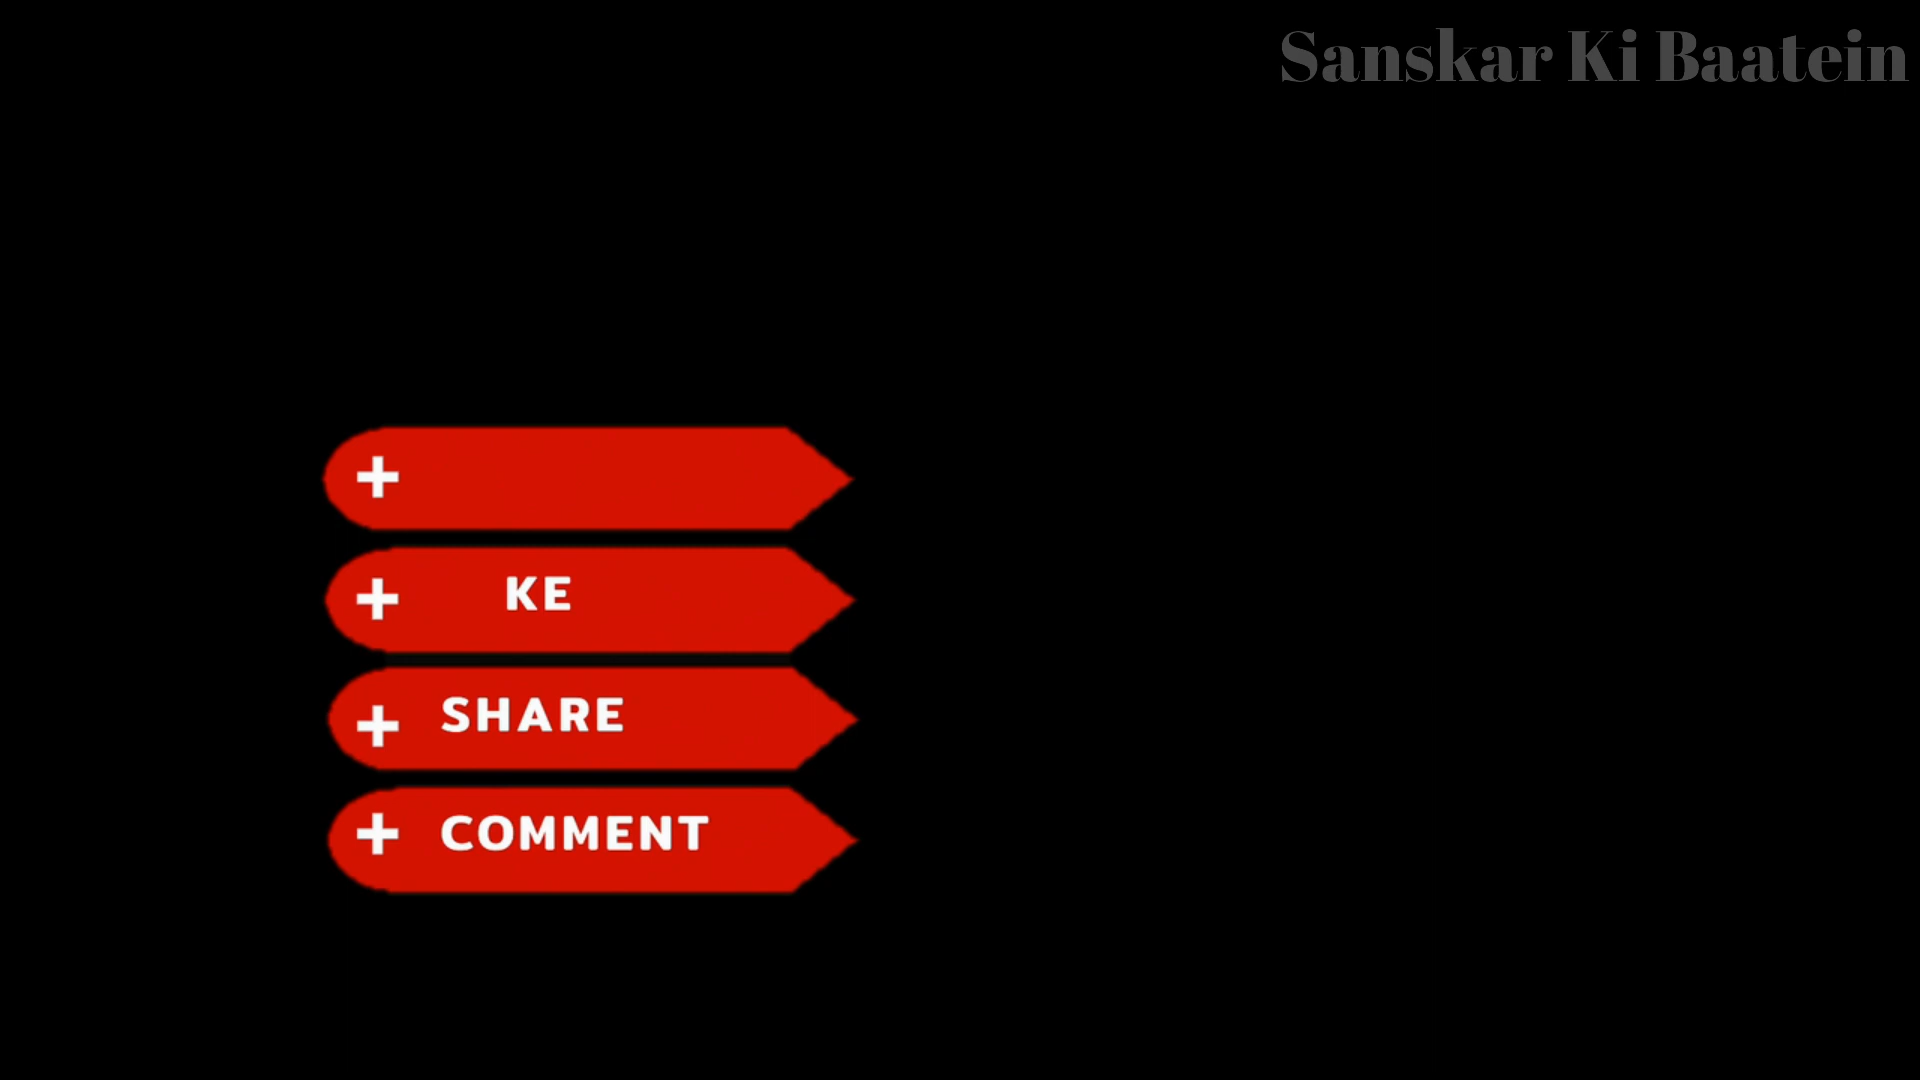 Sanskar Ki Baatein
+
+ KE
+ SHARE
+ COMMENT